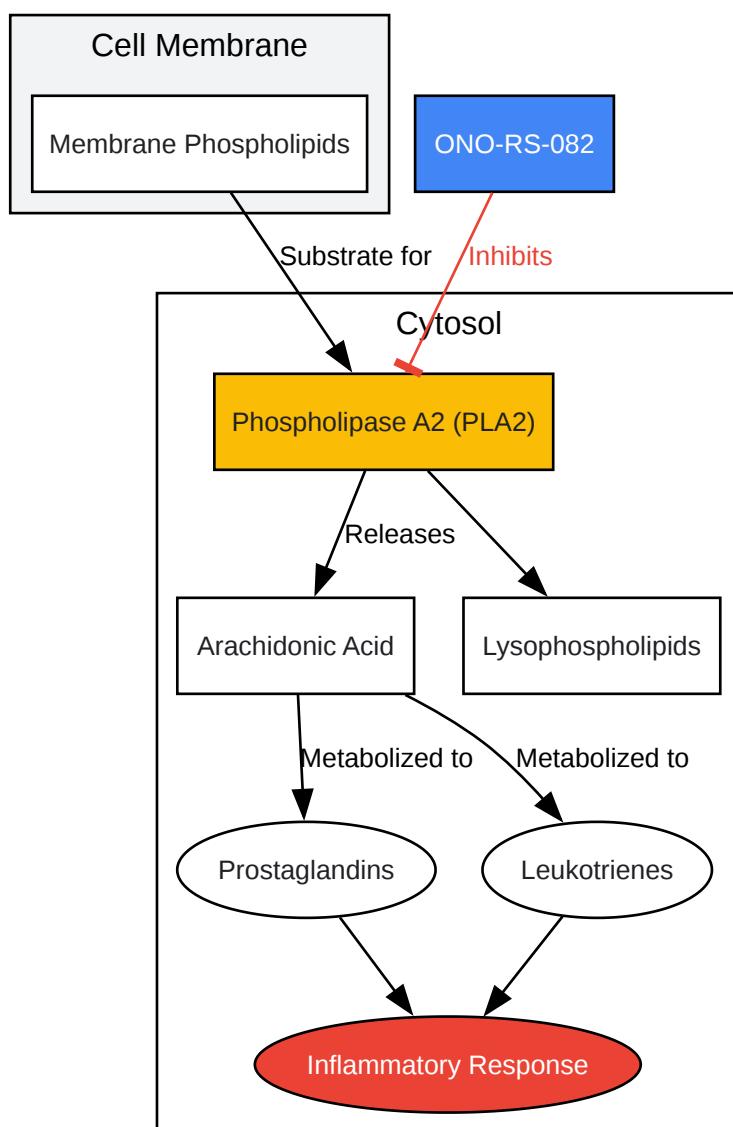 Cell Membrane
Membrane Phospholipids
ONO-RS-082
Substrate for
Inhibits
Cytosol
Phospholipase A2 (PLA2)
Releases
Arachidonic Acid
Lysophospholipids
Metabolized to
Metabolized to
Prostaglandins
Leukotrienes
Inflammatory Response